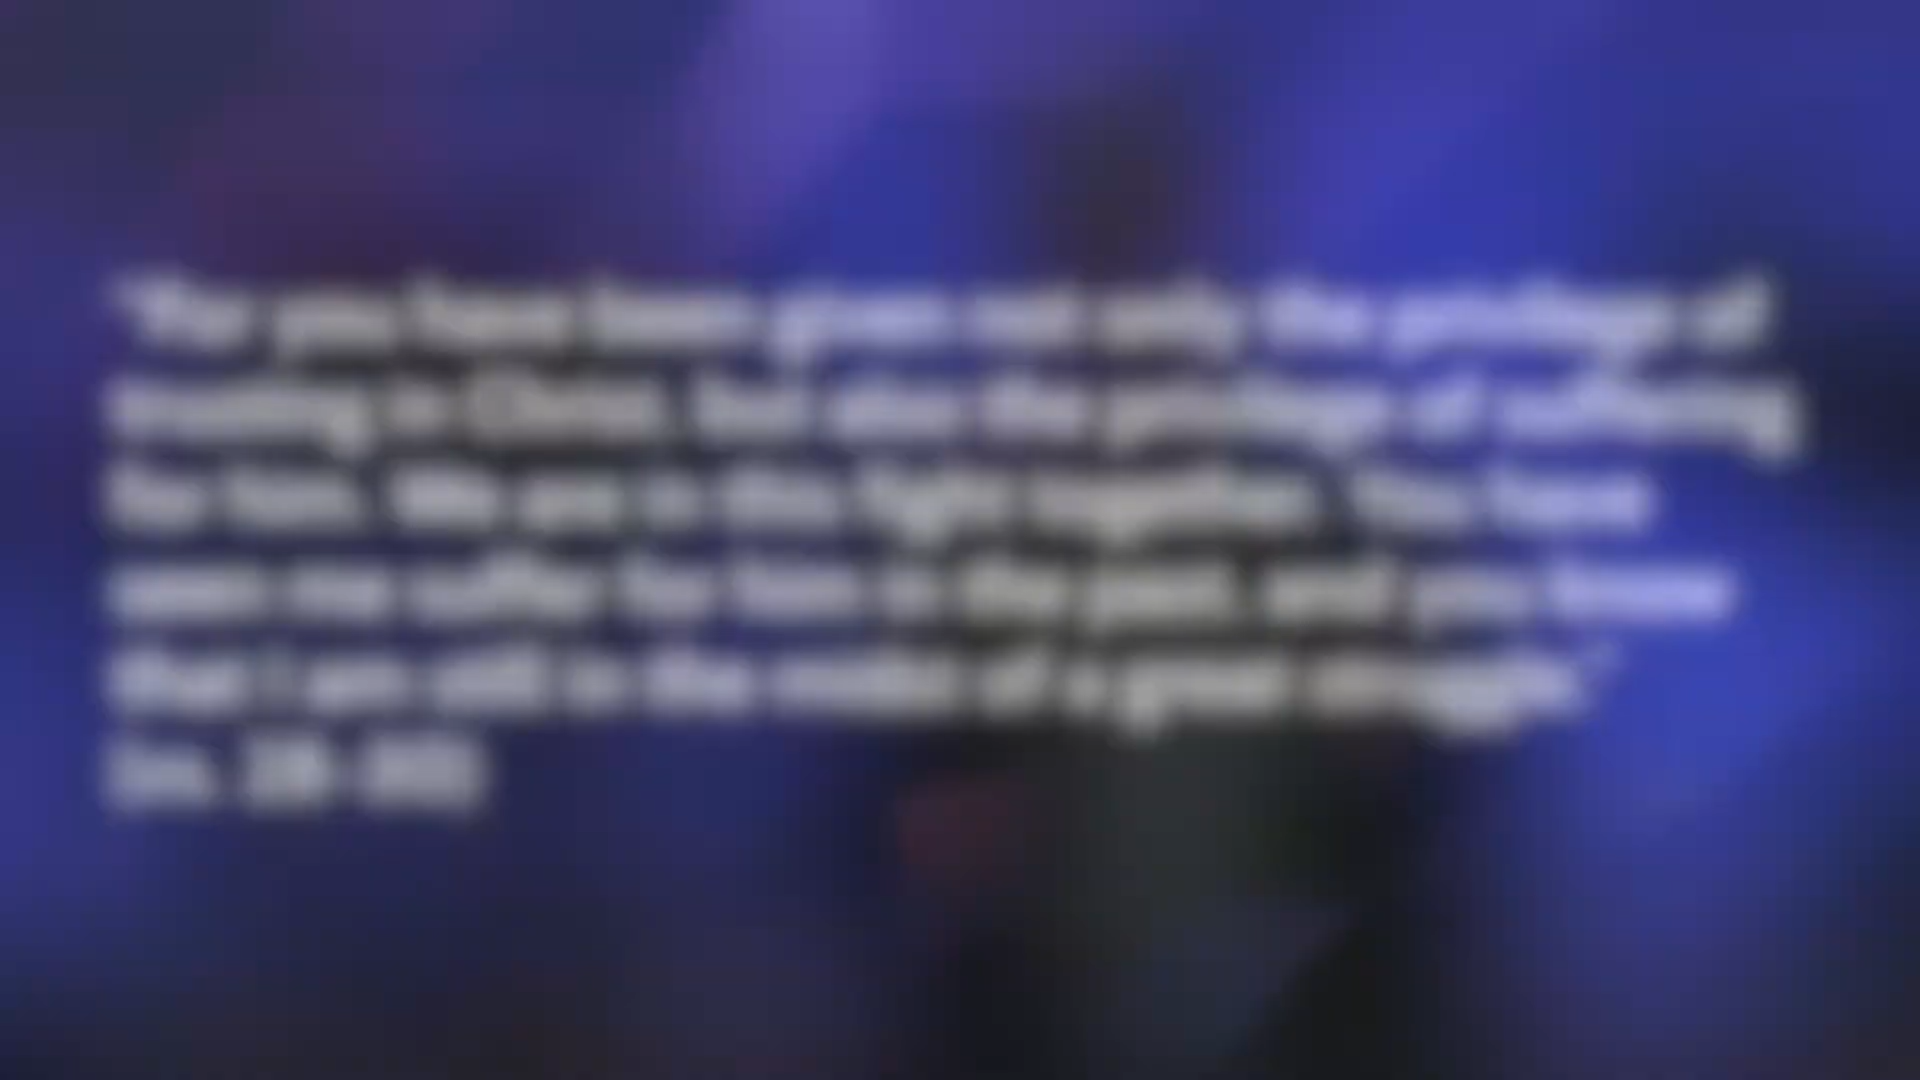 "For you have been given not only the privilege of
trusting in Christ, but also the privilege of suffering
for him. We are in this fight together. You have
seen me suffer for him in the past, and you know
that I am still in the midst of a great struggle."
(vs. 29-30)